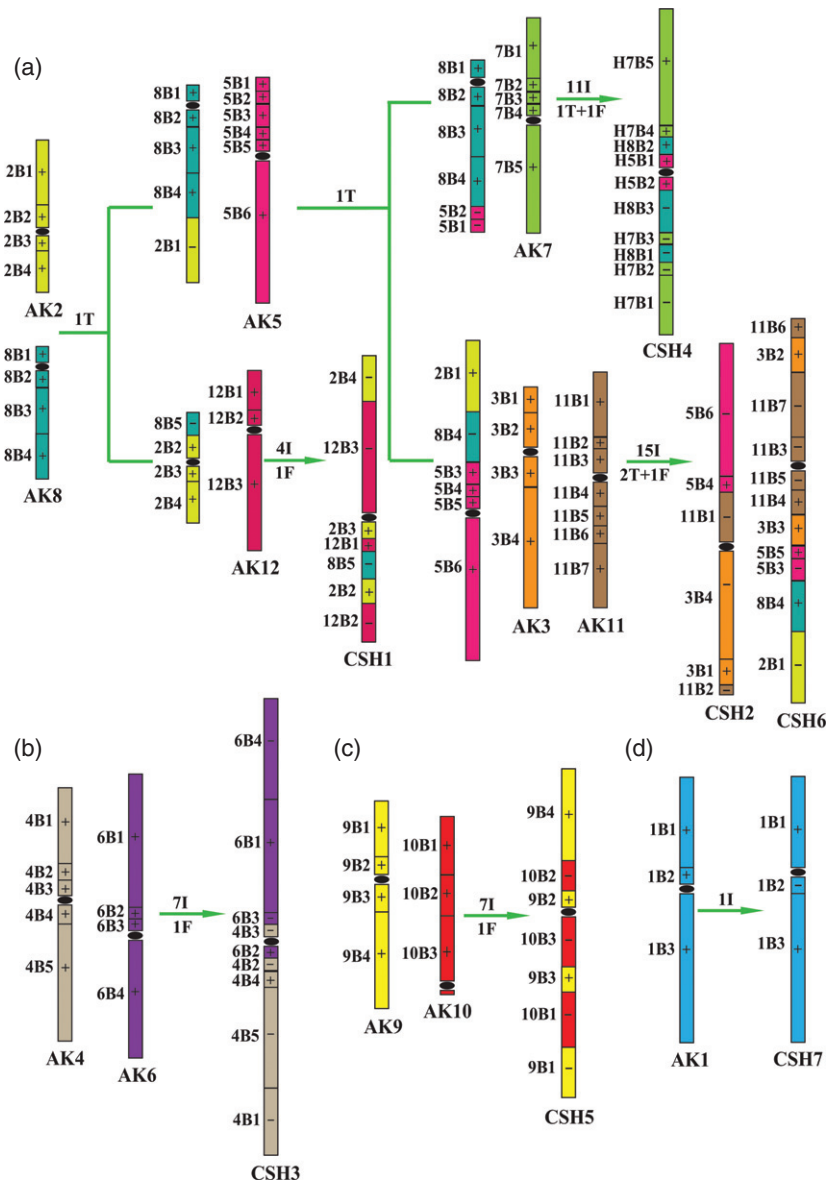 (a)
2B1 +
2B2 +
2B3 +
2B4 +
AK2
8B1 +
8B2 +
8B3 +
8B4 +
AK8
1T
8B1 +
8B2 +
8B3 +
8B4 +
2B1 −
5B1 +
5B2 +
5B3 +
5B4 +
5B5 +
5B6 +
AK5
1T
8B5 −
2B2 +
2B3 +
2B4 +
12B1 +
12B2 +
12B3 +
AK12
4I
1F
2B4 −
12B3 −
2B3 +
12B1 +
8B5 −
2B2 +
12B2 −
CSH1
8B1 +
8B2 +
8B3 +
8B4 +
5B2 −
5B1 −
7B1 +
7B2 +
7B3 +
7B4 +
7B5 +
AK7
11I
1T+1F
H7B5 +
H7B4 +
H8B2 +
H5B1 +
H5B2 +
H8B3 −
H7B3 −
H8B1 −
H7B2 −
H7B1 −
CSH4
2B1 +
8B4 +
5B3 +
5B4 +
5B5 +
5B6 +
3B1 +
3B2 +
3B3 +
3B4 +
AK3
11B1 +
11B2 +
11B3 +
11B4 +
11B5 +
11B6 +
11B7 +
AK11
15I
2T+1F
5B6 −
5B4 +
11B1 −
3B4 −
3B1 +
11B2 −
CSH2
11B6 +
3B2 +
11B7 −
11B3 −
11B5 −
11B4 +
3B3 +
5B5 +
5B3 −
8B4 +
2B1 −
CSH6
(b)
4B1 +
4B2 +
4B3 +
4B4 +
4B5 +
AK4
6B1 +
6B2 +
6B3 +
6B4 +
AK6
7I
1F
6B4 −
6B1 +
6B3 −
4B3 −
6B2 +
4B2 −
4B4 +
4B5 −
4B1 −
CSH3
(c)
9B1 +
9B2 +
9B3 +
9B4 +
AK9
10B1 +
10B2 +
10B3 +
AK10
7I
1F
9B4 +
10B2 −
9B2 +
10B3 −
9B3 +
10B1 −
9B1 −
CSH5
(d)
1B1 +
1B2 +
1B3 +
AK1
1I
1B1 +
1B2 −
1B3 +
CSH7